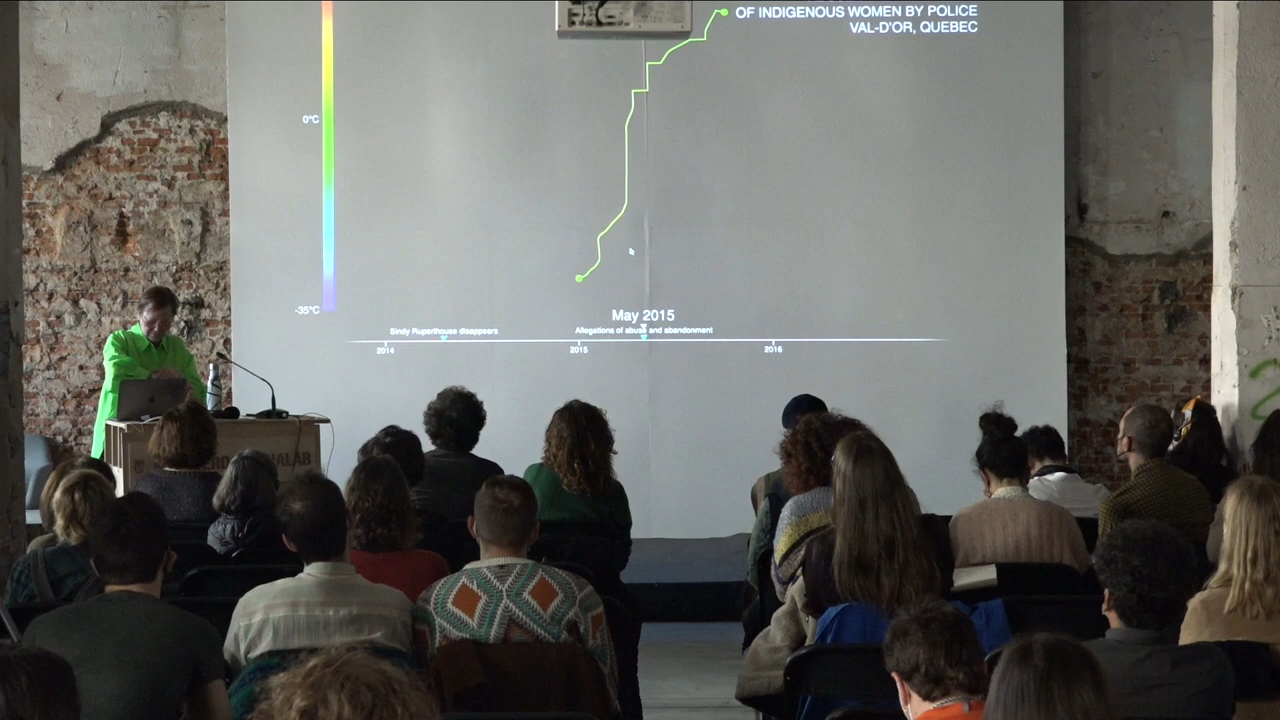 OF INDIGENOUS WOMEN BY POLICE
VAL-D'OR, QUEBEC
0°C
-35°C
May 2015
Sindy Ruperthouse disappears
Allegations of abuse and abandonment
2014
2015
2016